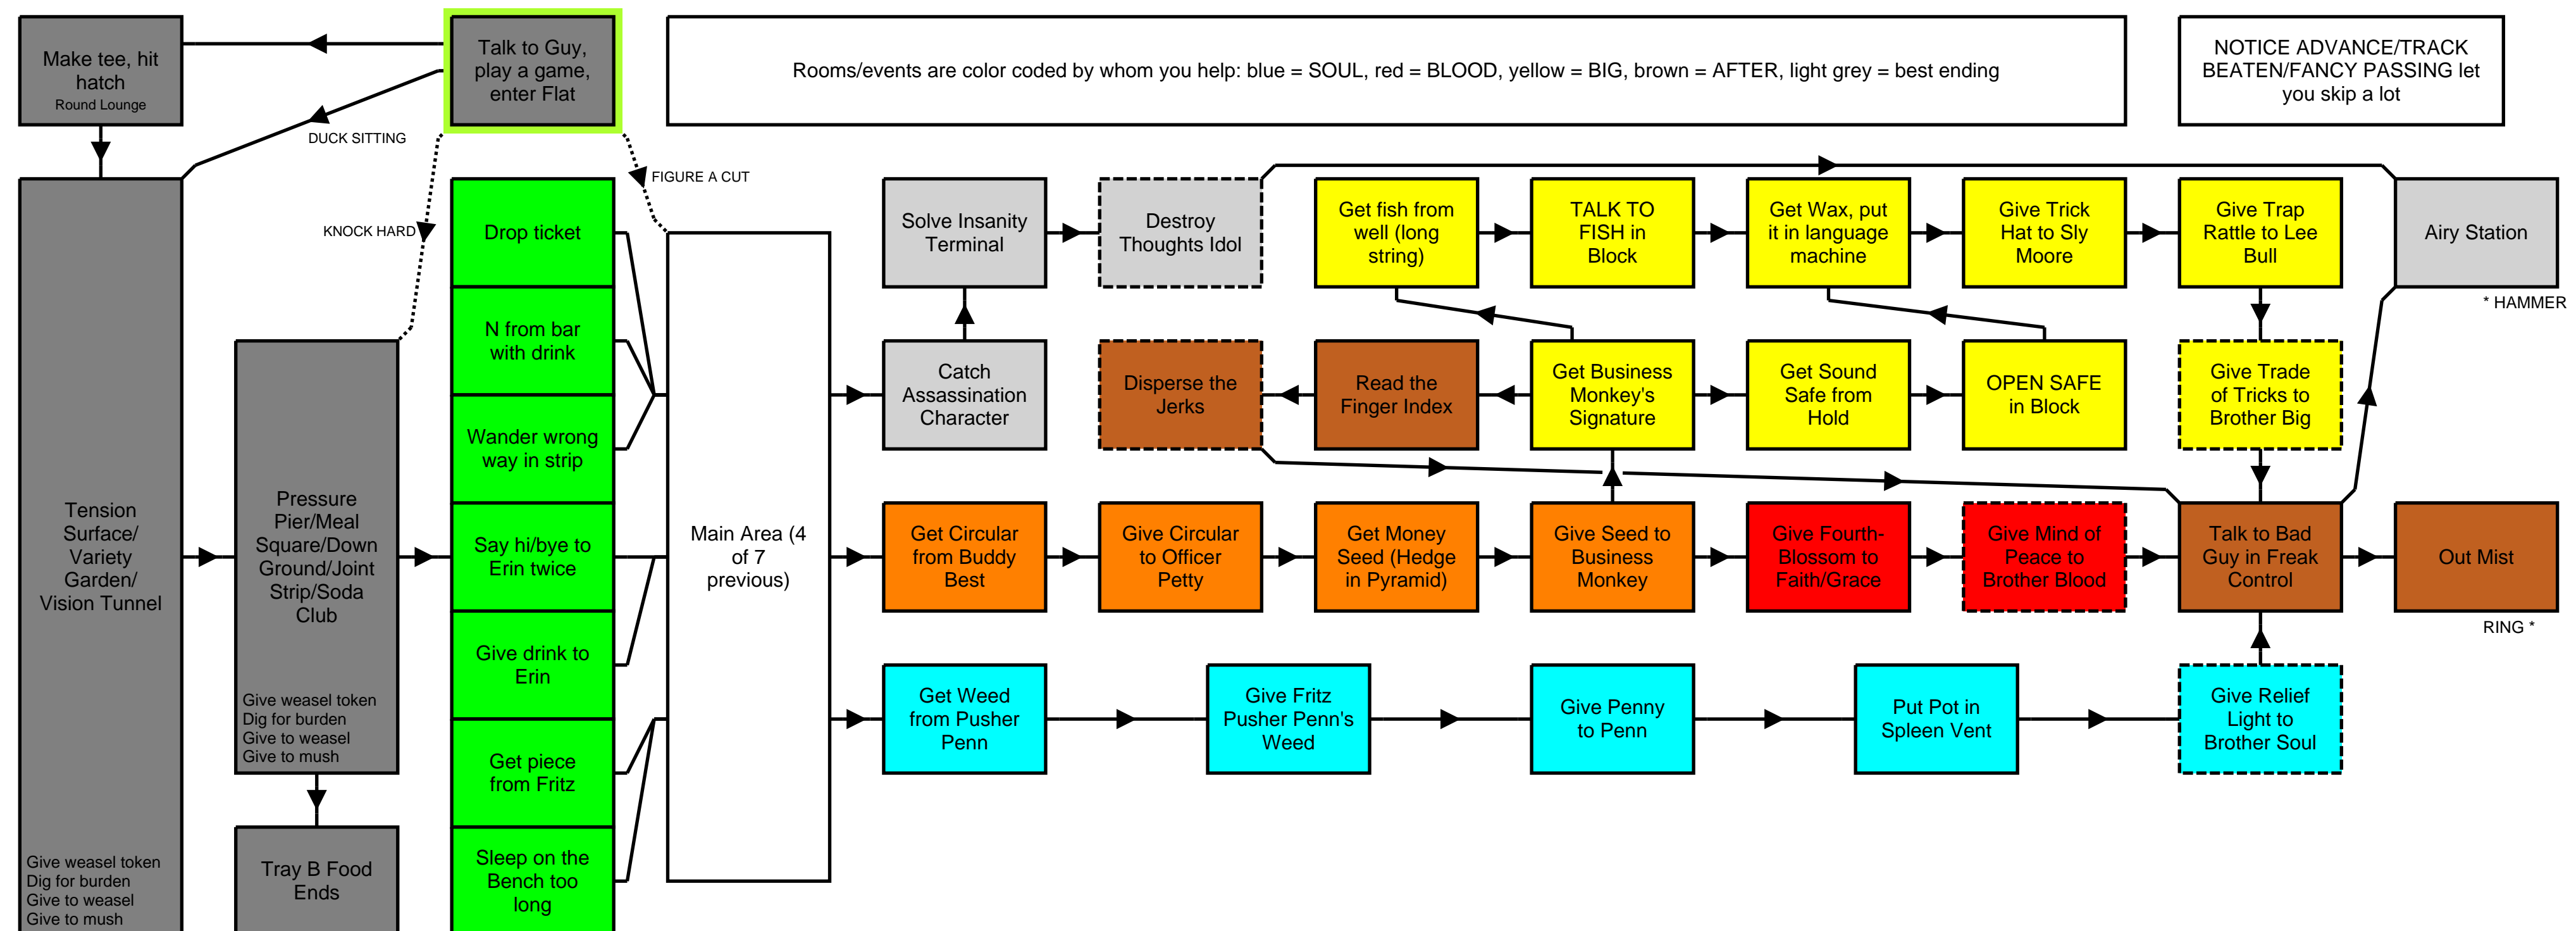 Make tee, hit
hatch
Round Lounge
Talk to Guy,
play a game,
enter Flat
Rooms/events are color coded by whom you help: blue = SOUL, red = BLOOD, yellow = BIG, brown = AFTER, light grey = best ending
NOTICE ADVANCE/TRACK
BEATEN/FANCY PASSING let
you skip a lot
DUCK SITTING
KNOCK HARD
FIGURE A CUT
Tension
Surface/
Variety
Garden/
Vision Tunnel
Give weasel token
Dig for burden
Give to weasel
Give to mush
Pressure
Pier/Meal
Square/Down
Ground/Joint
Strip/Soda
Club
Give weasel token
Dig for burden
Give to weasel
Give to mush
Tray B Food
Ends
Drop ticket
N from bar
with drink
Wander wrong
way in strip
Say hi/bye to
Erin twice
Give drink to
Erin
Get piece
from Fritz
Sleep on the
Bench too
long
Main Area (4
of 7
previous)
Solve Insanity
Terminal
Destroy
Thoughts Idol
Get fish from
well (long
string)
TALK TO
FISH in
Block
Get Wax, put
it in language
machine
Give Trick
Hat to Sly
Moore
Give Trap
Rattle to Lee
Bull
Airy Station
* HAMMER
Catch
Assassination
Character
Disperse the
Jerks
Read the
Finger Index
Get Business
Monkey's
Signature
Get Sound
Safe from
Hold
OPEN SAFE
in Block
Give Trade
of Tricks to
Brother Big
Get Circular
from Buddy
Best
Give Circular
to Officer
Petty
Get Money
Seed (Hedge
in Pyramid)
Give Seed to
Business
Monkey
Give Fourth-
Blossom to
Faith/Grace
Give Mind of
Peace to
Brother Blood
Talk to Bad
Guy in Freak
Control
Out Mist
RING *
Get Weed
from Pusher
Penn
Give Fritz
Pusher Penn's
Weed
Give Penny
to Penn
Put Pot in
Spleen Vent
Give Relief
Light to
Brother Soul